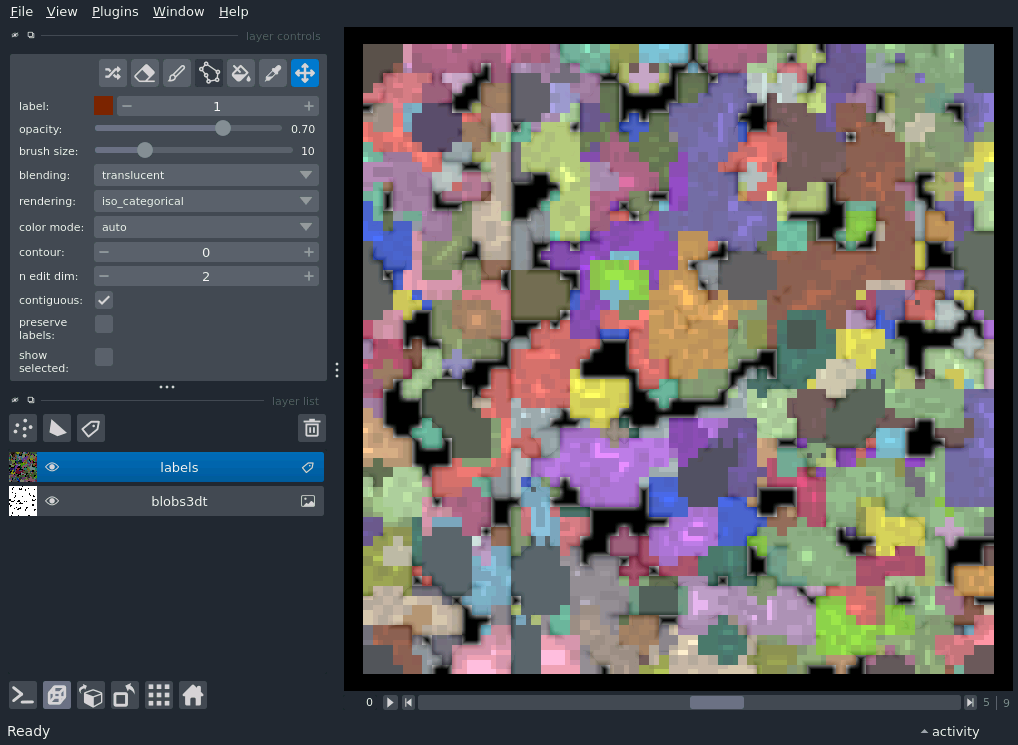 File View Plugins Window Help
layer controls
label: 1
opacity: 0.70
brush size: 10
blending: translucent
rendering: iso_categorical
color mode: auto
contour: 0
n edit dim: 2
contiguous:
preserve
labels:
show
selected:
layer list
labels
blobs3dt
0 5 9
Ready activity